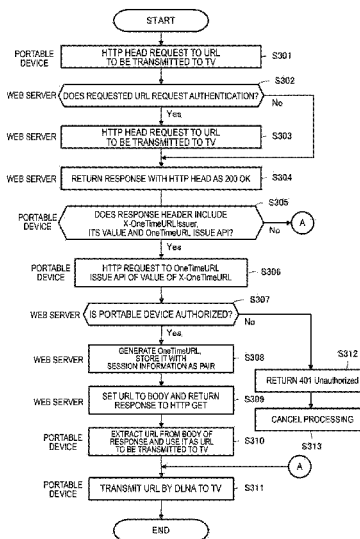 START
PORTABLE DEVICE
HTTP HEAD REQUEST TO URL
TO BE TRANSMITTED TO TV
S301
WEB SERVER
DOES REQUESTED URL REQUEST AUTHENTICATION?
S302
Yes
No
WEB SERVER
HTTP HEAD REQUEST TO URL
TO BE TRANSMITTED TO TV
S303
WEB SERVER
RETURN RESPONSE WITH HTTP HEAD AS 200 OK
S304
PORTABLE DEVICE
DOES RESPONSE HEADER INCLUDE
X-OneTimeURLIssuer,
ITS VALUE AND OneTimeURL ISSUE API?
S305
No
A
Yes
PORTABLE DEVICE
HTTP REQUEST TO OneTimeURL
ISSUE API OF VALUE OF X-OneTimeURL
S306
WEB SERVER
IS PORTABLE DEVICE AUTHORIZED?
S307
Yes
No
WEB SERVER
GENERATE OneTimeURL,
STORE IT WITH
SESSION INFORMATION AS PAIR
S308
S312
RETURN 401 Unauthorized
WEB SERVER
SET URL TO BODY AND RETURN
RESPONSE TO HTTP GET
S309
CANCEL PROCESSING
S313
PORTABLE DEVICE
EXTRACT URL FROM BODY OF
RESPONSE AND USE IT AS URL
TO BE TRANSMITTED TO TV
S310
A
PORTABLE DEVICE
TRANSMIT URL BY DLNA TO TV
S311
END